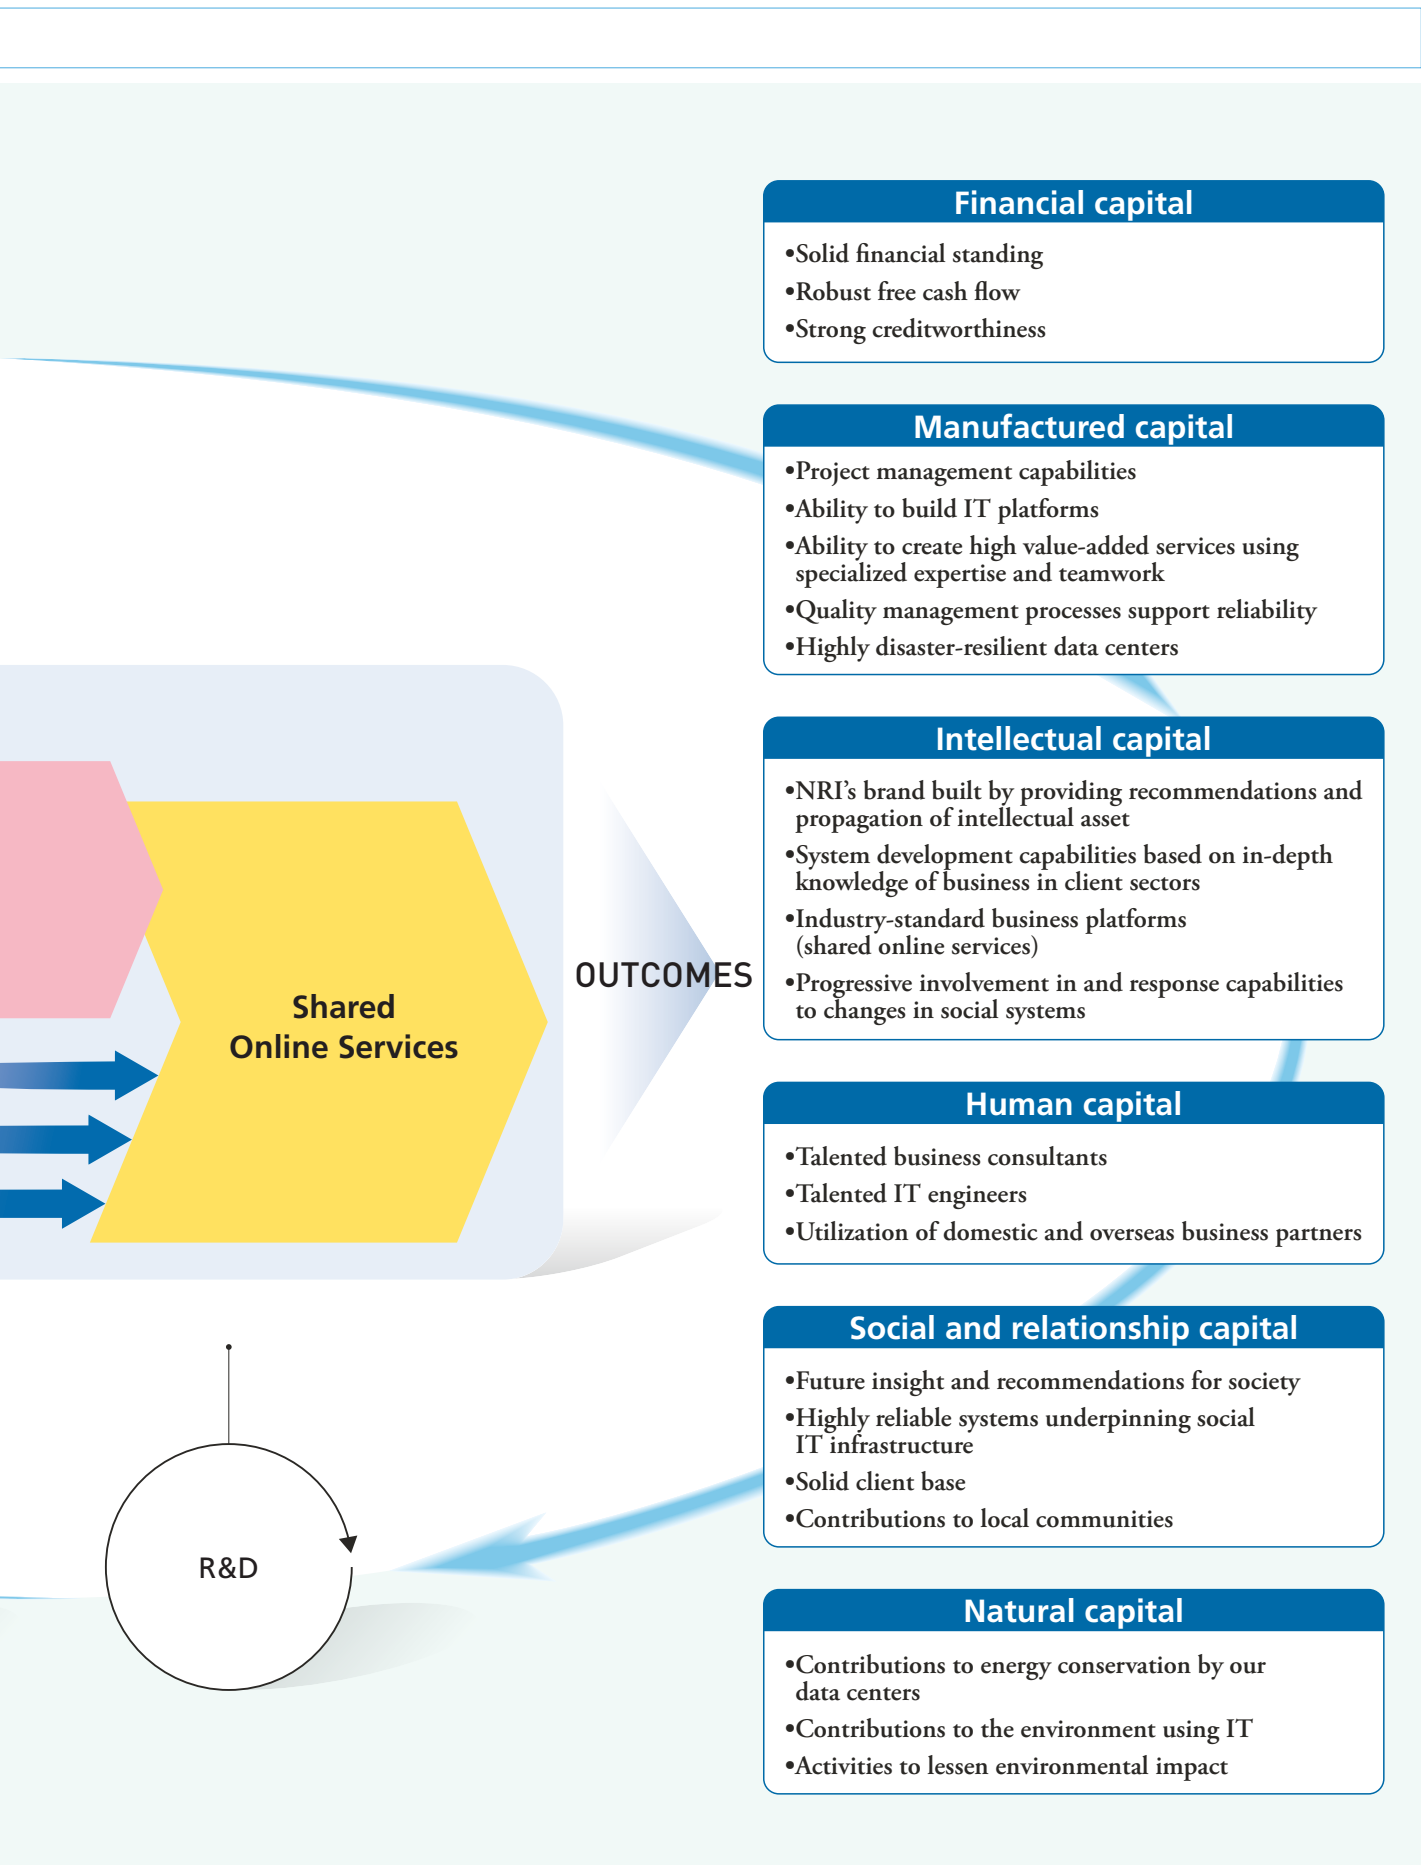 Financial capital
•Solid financial standing
•Robust free cash flow
•Strong creditworthiness
Manufactured capital
•Project management capabilities
•Ability to build IT platforms
•Ability to create high value-added services using
specialized expertise and teamwork
•Quality management processes support reliability
•Highly disaster-resilient data centers
Intellectual capital
•NRI’s brand built by providing recommendations and
propagation of intellectual asset
•System development capabilities based on in-depth
knowledge of business in client sectors
•Industry-standard business platforms
(shared online services)
•Progressive involvement in and response capabilities
to changes in social systems
Shared
Online Services
OUTCOMES
Human capital
•Talented business consultants
•Talented IT engineers
•Utilization of domestic and overseas business partners
Social and relationship capital
•Future insight and recommendations for society
•Highly reliable systems underpinning social
IT infrastructure
•Solid client base
•Contributions to local communities
R&D
Natural capital
•Contributions to energy conservation by our
data centers
•Contributions to the environment using IT
•Activities to lessen environmental impact